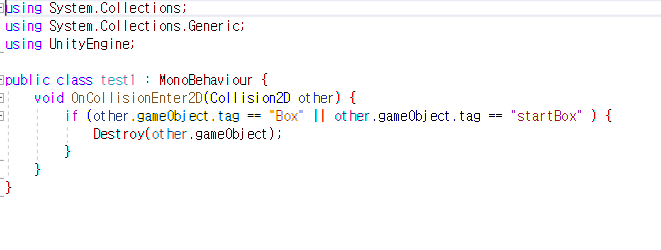 using System.Collections;
using System.Collections.Generic;
using UnityEngine;
public class test1 : MonoBehaviour {
void OnCollisionEnter2D(Collision2D other) {
if (other.gameObject.tag == "Box" || other.gameObject.tag == "startBox" ) {
Destroy(other.gameObject);
}
}
}